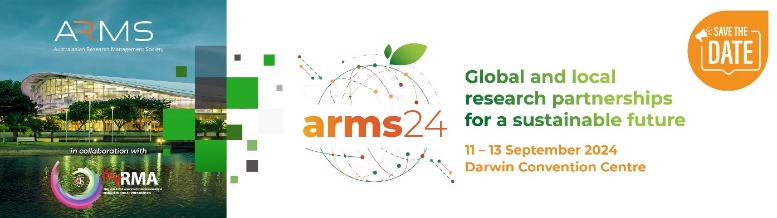 ARMS
Australasian Research Management Society
in collaboration with
RMA
arms24
Global and local
research partnerships
for a sustainable future
11 – 13 September 2024
Darwin Convention Centre
SAVE THE
DATE